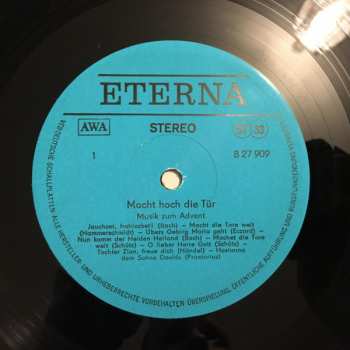 ETERNA
AWA
STEREO
ST 33
1
8 27 909
Macht hoch die Tür
Musik zum Advent
Jauchzet, frohlocket! (Bach) – Macht die Tore weit
(Hammerschmidt) – Übers Gebirg Maria geht (Eccard) –
Nun komm der Heiden Heiland (Bach) – Machet die Tore
weit (Schütz) – O lieber Herre Gott (Schütz) –
Tochter Zion, freue dich (Händel) – Hosianna
dem Sohne Davids (Praetorius)
VEB DEUTSCHE SCHALLPLATTEN ALLE HERSTELLER- UND URHEBERRECHTE VORBEHALTEN ÜBERSPIELUNG, ÖFFENTLICHE AUFFÜHRUNG UND RUNDFUNKSENDUNG